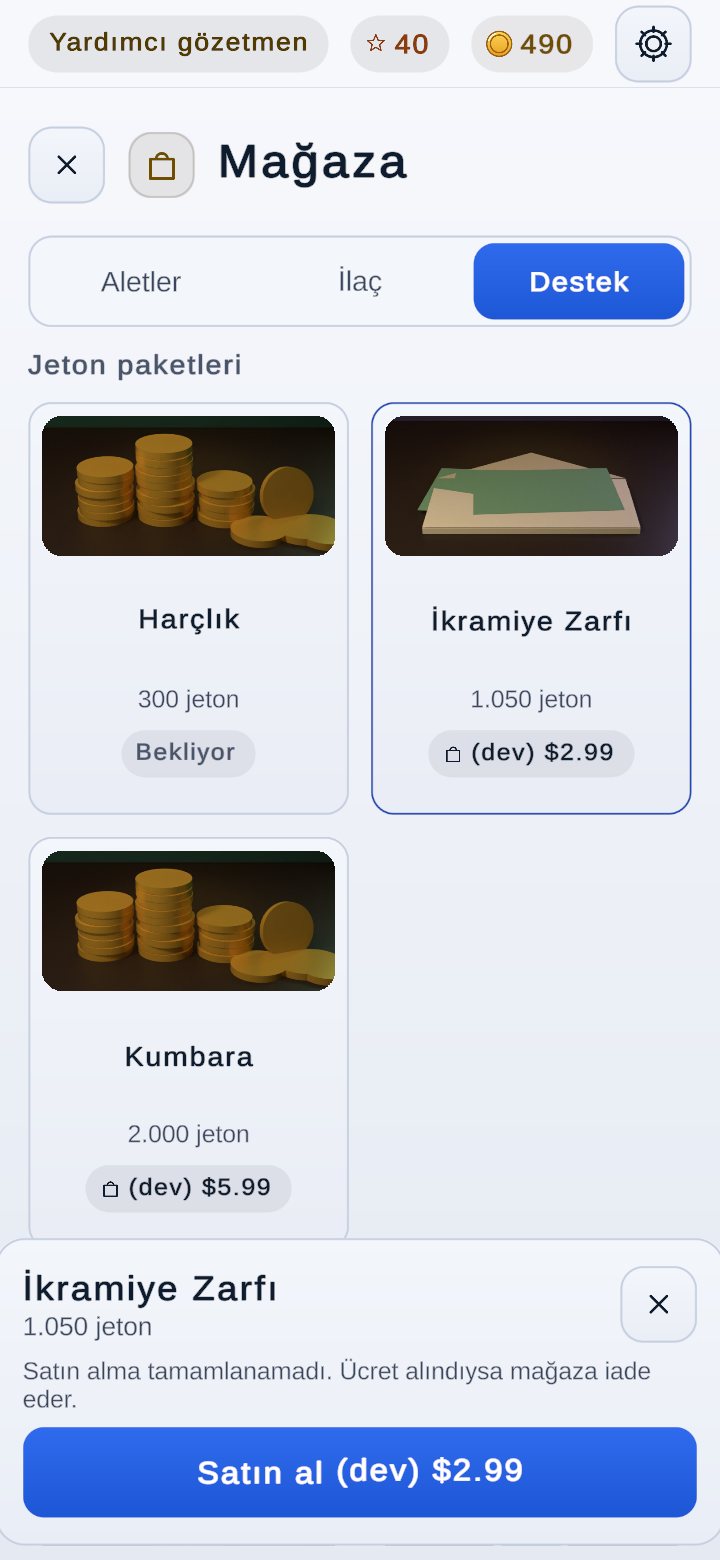 Yardımcı gözetmen
40
490
Mağaza
Aletler
İlaç
Destek
Jeton paketleri
Harçlık
300 jeton
Bekliyor
İkramiye Zarfı
1.050 jeton
(dev) $2.99
Kumbara
2.000 jeton
(dev) $5.99
İkramiye Zarfı
1.050 jeton
Satın alma tamamlanamadı. Ücret alındıysa mağaza iade
eder.
Satın al (dev) $2.99